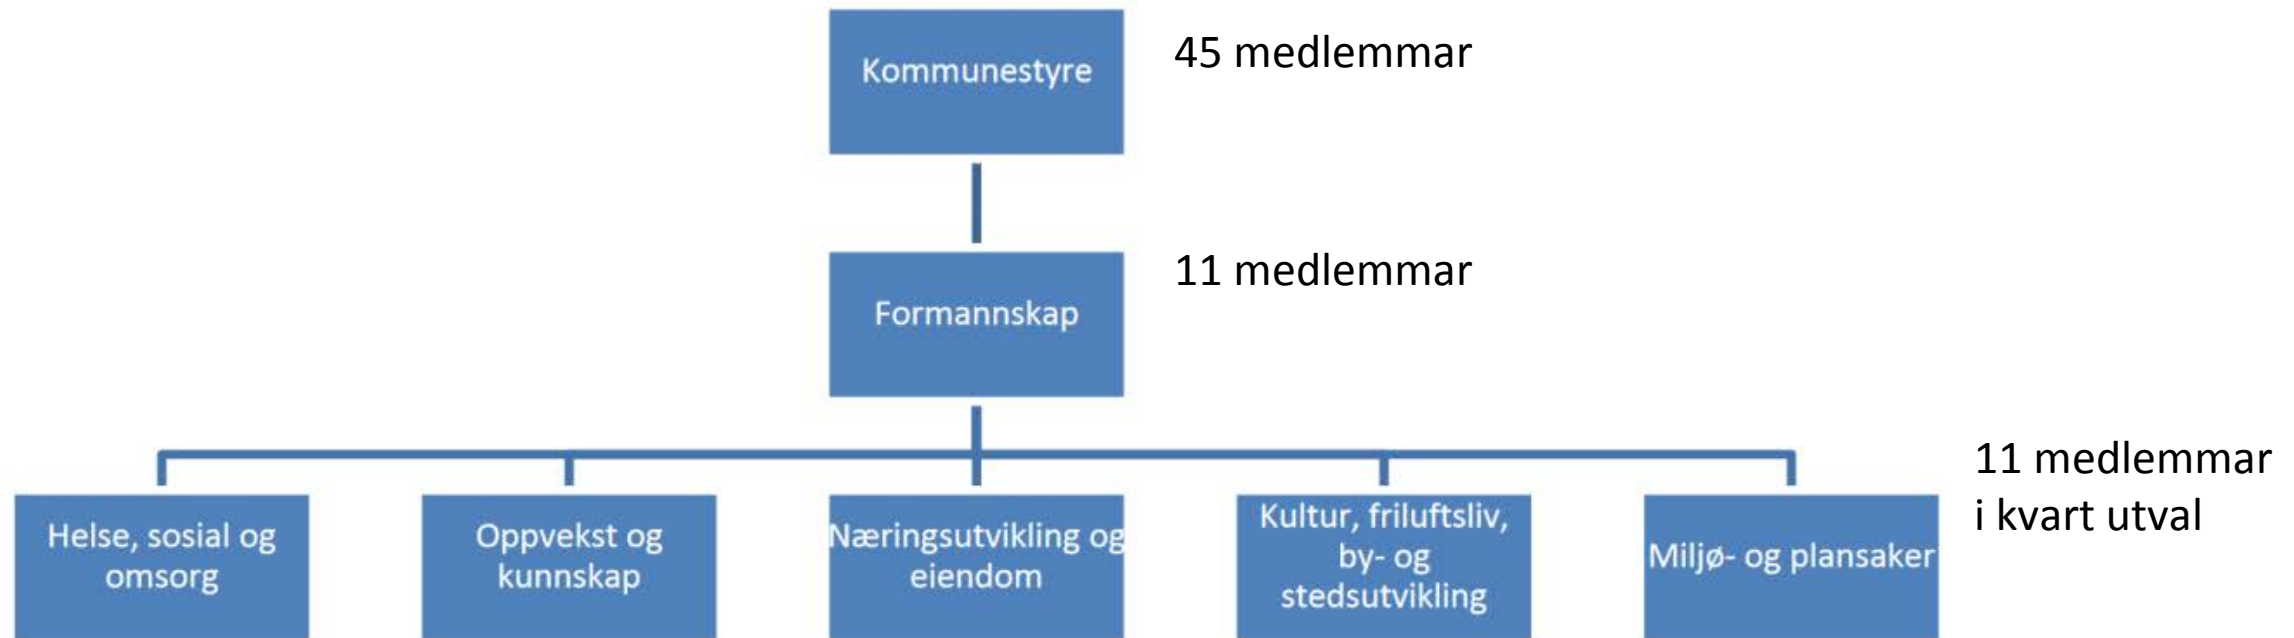 Kommunestyre
45 medlemmar
Formannskap
11 medlemmar
11 medlemmar
i kvart utval
Helse, sosial og
omsorg
Oppvekst og
kunnskap
Næringsutvikling og
eiendom
Kultur, friluftsliv,
by- og
stedsutvikling
Miljø- og plansaker